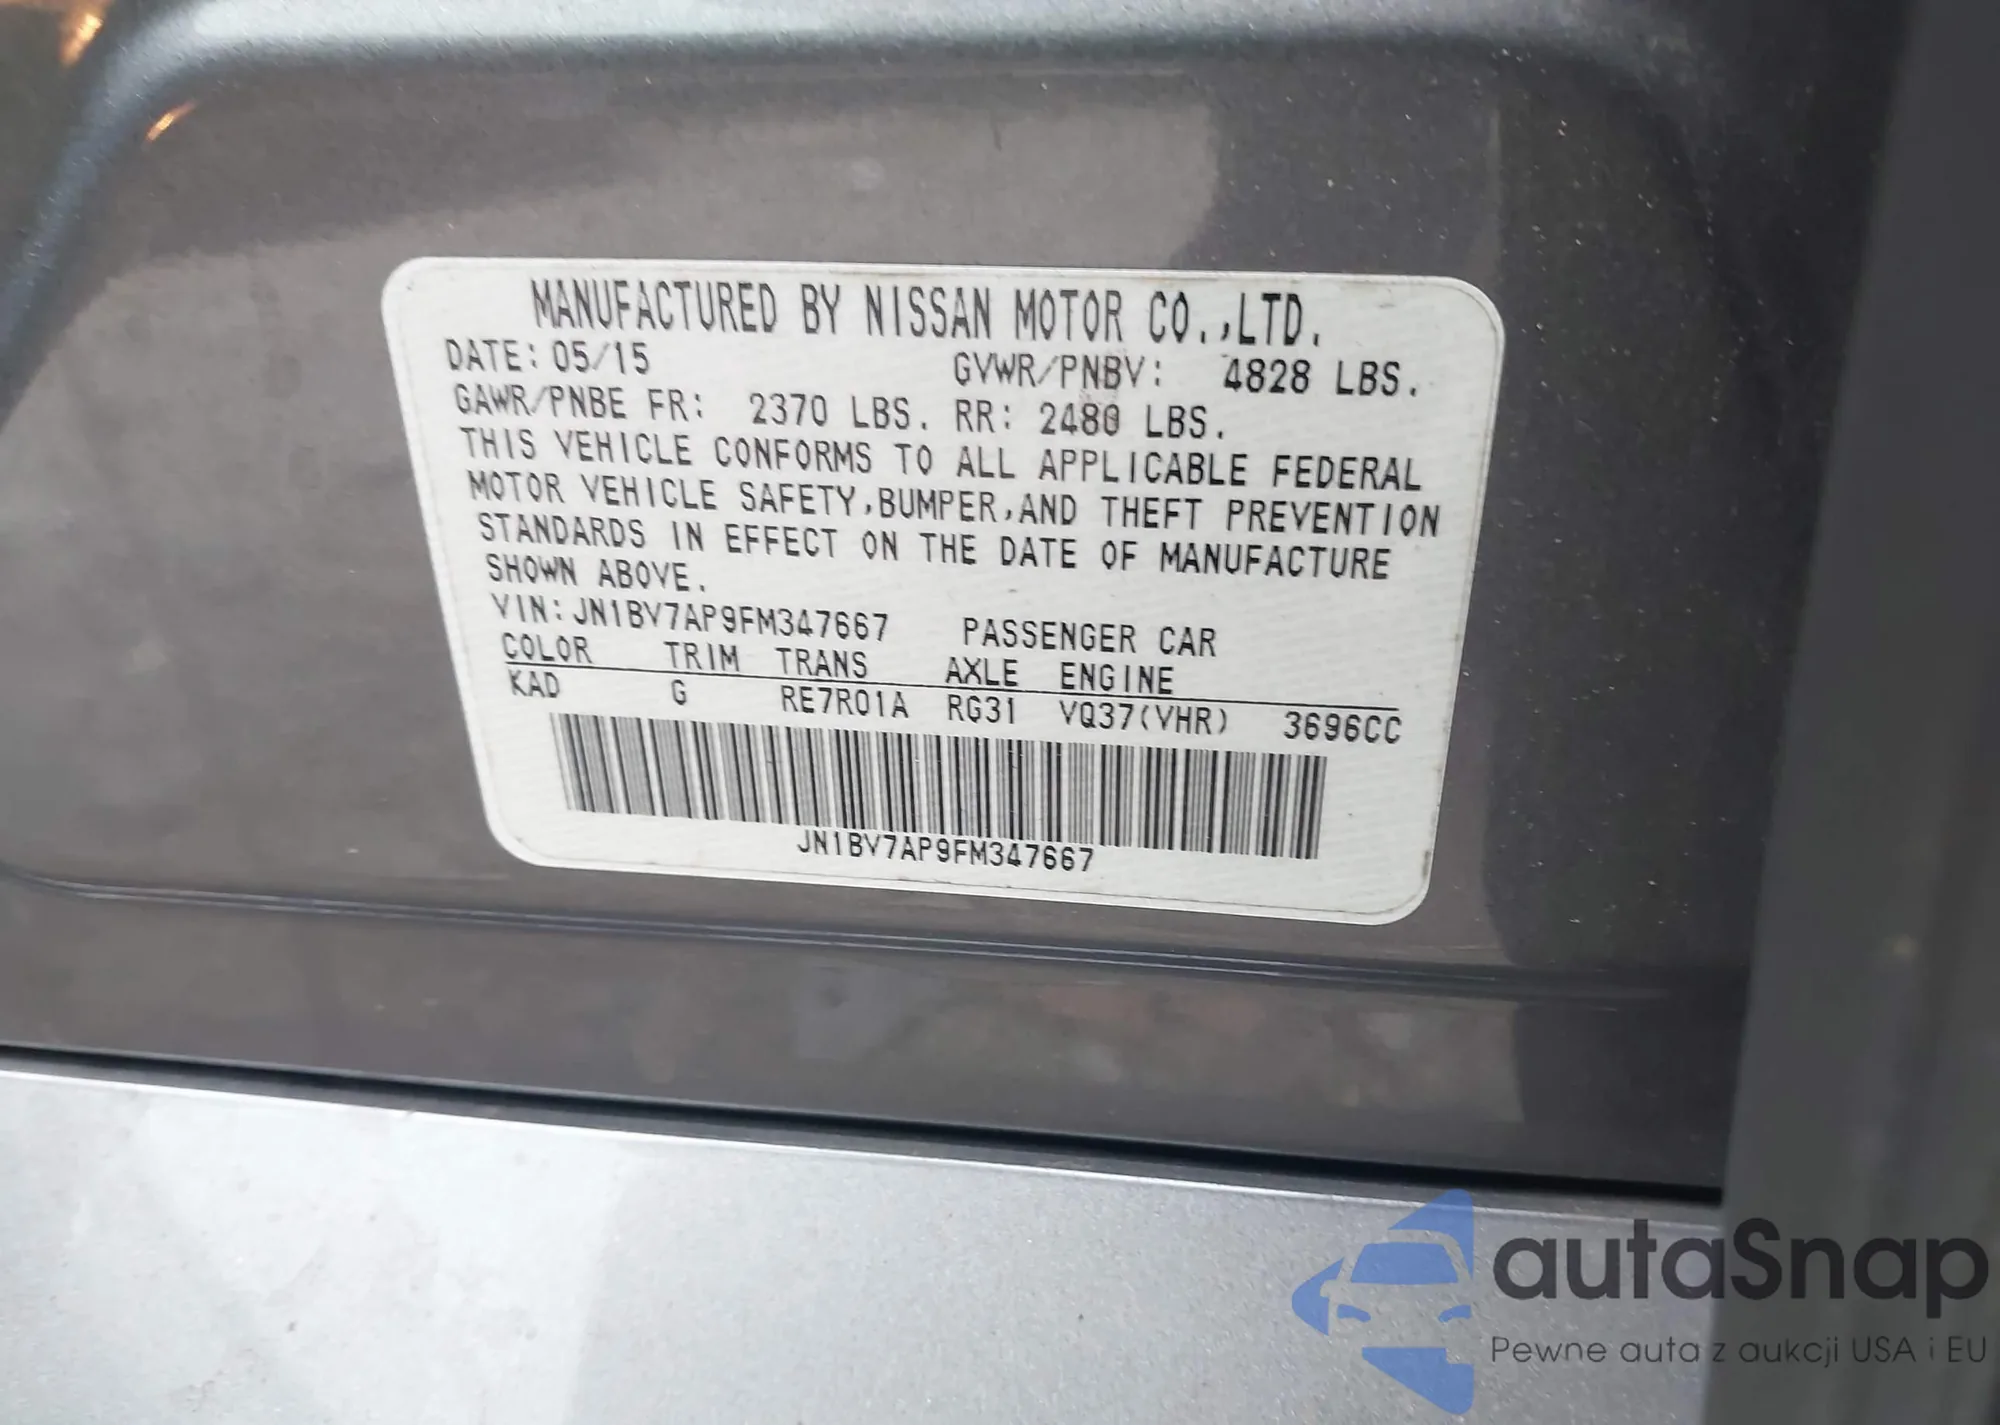 MANUFACTURED BY NISSAN MOTOR CO.,LTD.
DATE: 05/15 GVWR/PNBV: 4828 LBS.
GAWR/PNBE FR: 2370 LBS. RR: 2480 LBS.
THIS VEHICLE CONFORMS TO ALL APPLICABLE FEDERAL
MOTOR VEHICLE SAFETY,BUMPER,AND THEFT PREVENTION
STANDARDS IN EFFECT ON THE DATE OF MANUFACTURE
SHOWN ABOVE.
VIN:JN1BV7AP9FM347667 PASSENGER CAR
COLOR TRIM TRANS AXLE ENGINE
KAD G RE7R01A RG31 VQ37(VHR) 3696CC
JN1BV7AP9FM347667
autaSnap
Pewne auta z aukcji USA i EU